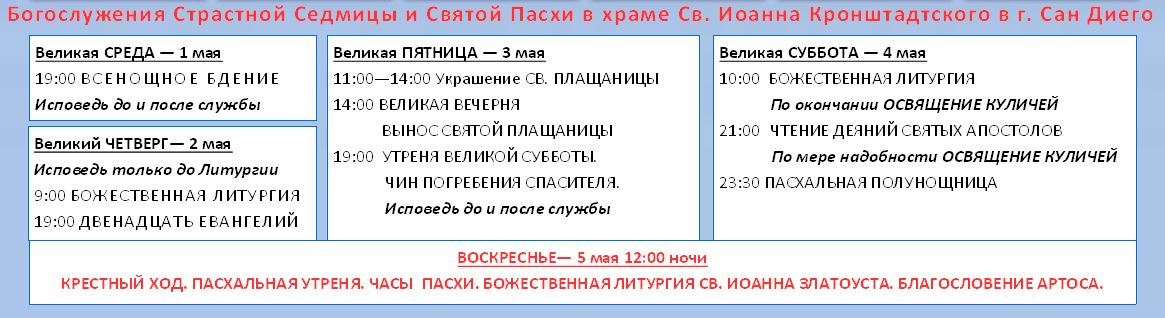 Богослужения Страстной Седмицы и Святой Пасхи в храме Св. Иоанна Кронштадтского в г. Сан Диего
Великая СРЕДА — 1 мая
19:00 ВСЕНОЩНОЕ БДЕНИЕ
Исповедь до и после службы
Великий ЧЕТВЕРГ— 2 мая
Исповедь только до Литургии
9:00 БОЖЕСТВЕННАЯ ЛИТУРГИЯ
19:00 ДВЕНАДЦАТЬ ЕВАНГЕЛИЙ
Великая ПЯТНИЦА — 3 мая
11:00—14:00 Украшение СВ. ПЛАЩАНИЦЫ
14:00 ВЕЛИКАЯ ВЕЧЕРНЯ
ВЫНОС СВЯТОЙ ПЛАЩАНИЦЫ
19:00 УТРЕНЯ ВЕЛИКОЙ СУББОТЫ.
ЧИН ПОГРЕБЕНИЯ СПАСИТЕЛЯ.
Исповедь до и после службы
Великая СУББОТА — 4 мая
10:00 БОЖЕСТВЕННАЯ ЛИТУРГИЯ
По окончании ОСВЯЩЕНИЕ КУЛИЧЕЙ
21:00 ЧТЕНИЕ ДЕЯНИЙ СВЯТЫХ АПОСТОЛОВ
По мере надобности ОСВЯЩЕНИЕ КУЛИЧЕЙ
23:30 ПАСХАЛЬНАЯ ПОЛУНОЩНИЦА
ВОСКРЕСНЬЕ— 5 мая 12:00 ночи
КРЕСТНЫЙ ХОД. ПАСХАЛЬНАЯ УТРЕНЯ. ЧАСЫ ПАСХИ. БОЖЕСТВЕННАЯ ЛИТУРГИЯ СВ. ИОАННА ЗЛАТОУСТА. БЛАГОСЛОВЕНИЕ АРТОСА.